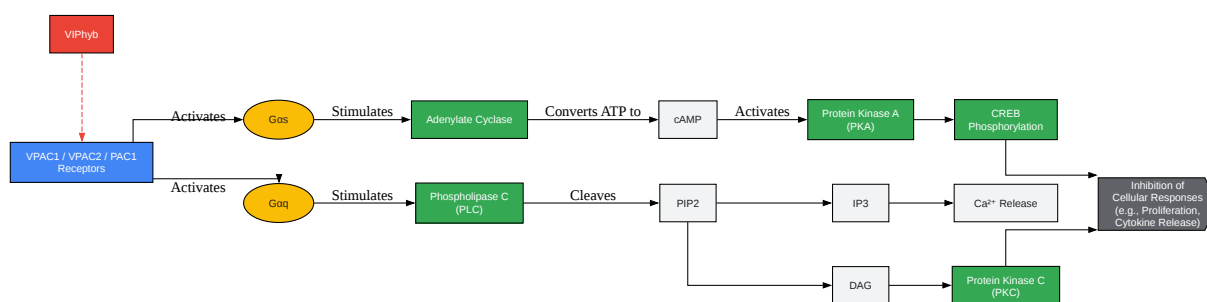 VIPhyb
Activates
Gαs
Stimulates
Adenylate Cyclase
Converts ATP to
cAMP
Activates
Protein Kinase A
(PKA)
CREB
Phosphorylation
VPAC1 / VPAC2 / PAC1
Receptors
Activates
Gαq
Stimulates
Phospholipase C
(PLC)
Cleaves
PIP2
IP3
Ca²⁺ Release
Inhibition of
Cellular Responses
(e.g., Proliferation,
Cytokine Release)
DAG
Protein Kinase C
(PKC)